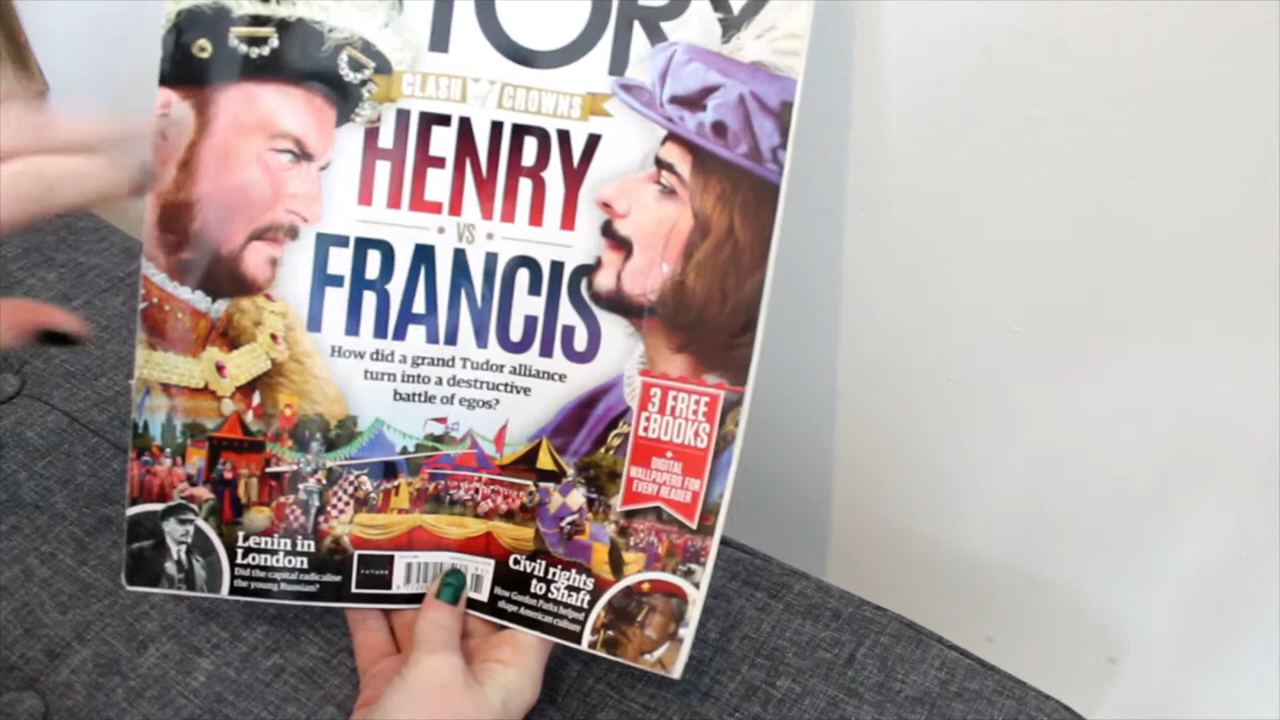 TORY
CLASH CROWNS
HENRY
VS
FRANCIS
How did a grand Tudor alliance
turn into a destructive
battle of egos?
3 FREE
EBOOKS
+
DIGITAL
WALLPAPERS FOR
EVERY READER
Lenin in
London
Did the capital radicalise
the young Russian?
FUTURE
Civil rights
to Shaft
How Gordon Parks helped
shape American culture